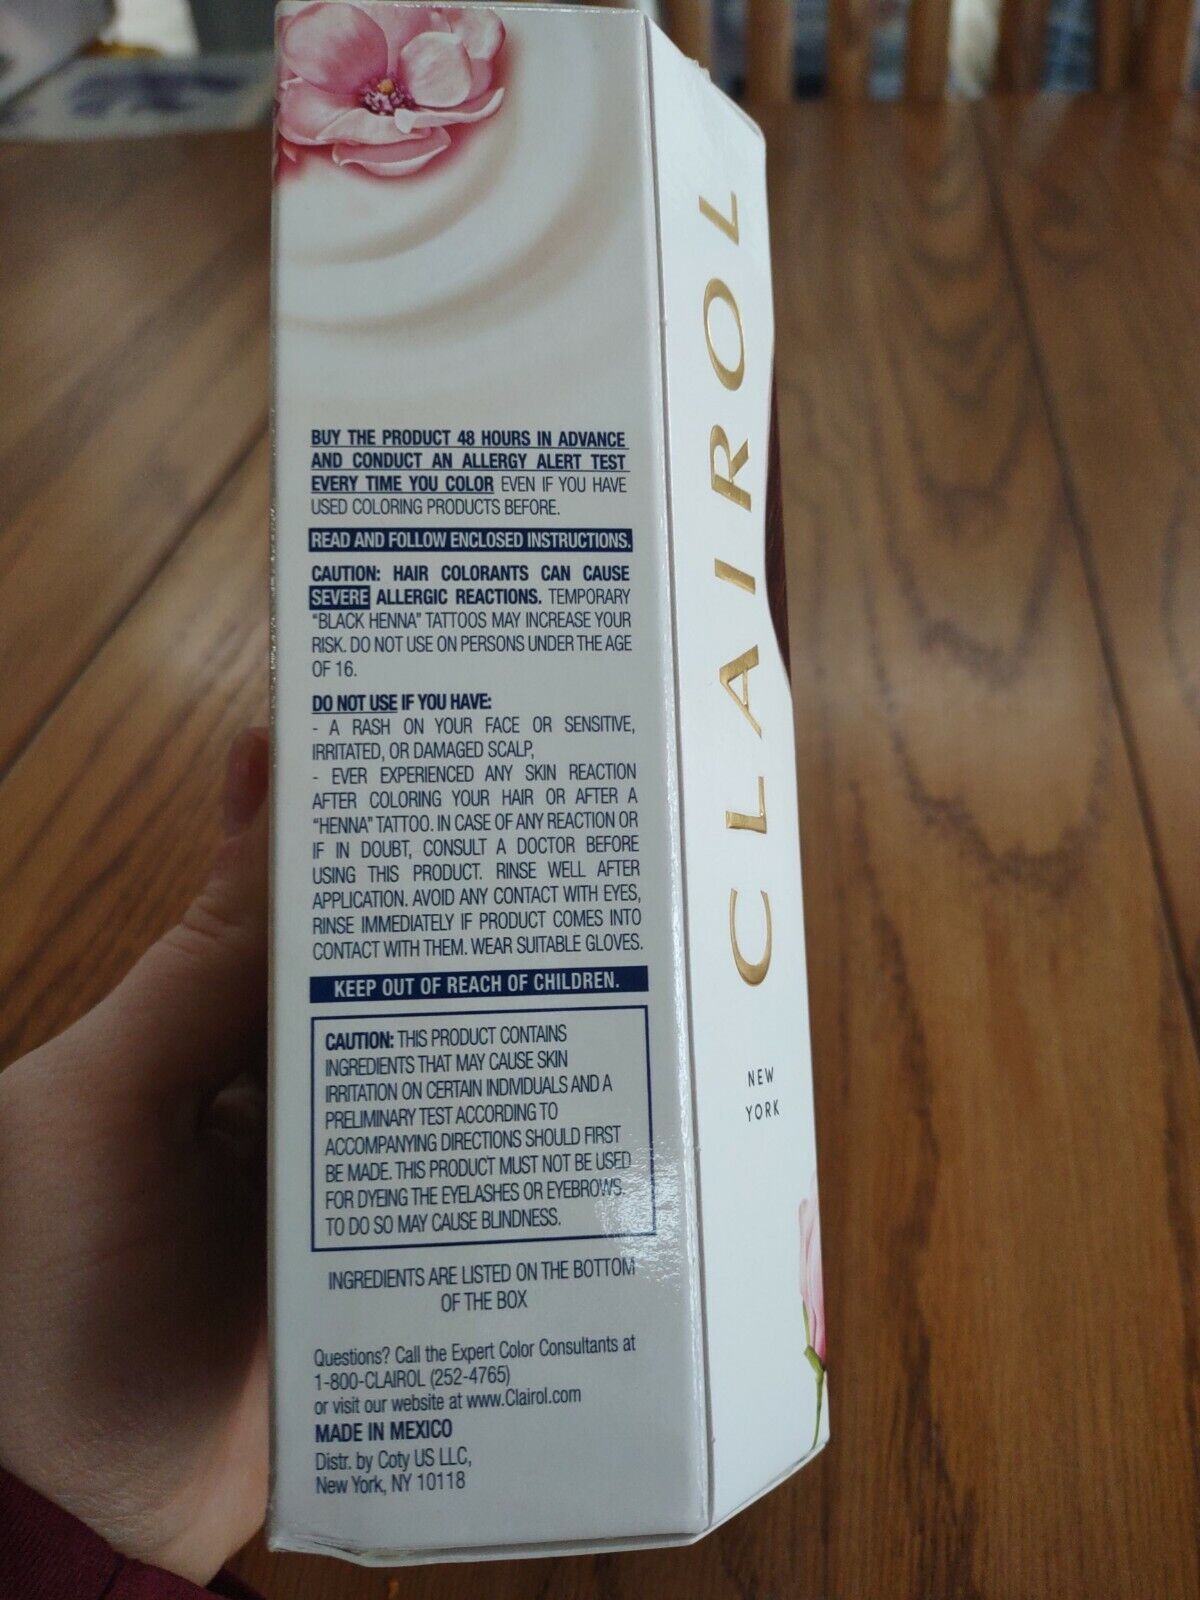 BUY THE PRODUCT 48 HOURS IN ADVANCE
AND CONDUCT AN ALLERGY ALERT TEST
EVERY TIME YOU COLOR EVEN IF YOU HAVE
USED COLORING PRODUCTS BEFORE.
READ AND FOLLOW ENCLOSED INSTRUCTIONS.
CAUTION: HAIR COLORANTS CAN CAUSE
SEVERE ALLERGIC REACTIONS. TEMPORARY
“BLACK HENNA” TATTOOS MAY INCREASE YOUR
RISK. DO NOT USE ON PERSONS UNDER THE AGE
OF 16.
DO NOT USE IF YOU HAVE:
- A RASH ON YOUR FACE OR SENSITIVE,
IRRITATED, OR DAMAGED SCALP,
- EVER EXPERIENCED ANY SKIN REACTION
AFTER COLORING YOUR HAIR OR AFTER A
“HENNA” TATTOO. IN CASE OF ANY REACTION OR
IF IN DOUBT, CONSULT A DOCTOR BEFORE
USING THIS PRODUCT. RINSE WELL AFTER
APPLICATION. AVOID ANY CONTACT WITH EYES,
RINSE IMMEDIATELY IF PRODUCT COMES INTO
CONTACT WITH THEM. WEAR SUITABLE GLOVES.
KEEP OUT OF REACH OF CHILDREN.
CAUTION: THIS PRODUCT CONTAINS
INGREDIENTS THAT MAY CAUSE SKIN
IRRITATION ON CERTAIN INDIVIDUALS AND A
PRELIMINARY TEST ACCORDING TO
ACCOMPANYING DIRECTIONS SHOULD FIRST
BE MADE. THIS PRODUCT MUST NOT BE USED
FOR DYEING THE EYELASHES OR EYEBROWS.
TO DO SO MAY CAUSE BLINDNESS.
INGREDIENTS ARE LISTED ON THE BOTTOM
OF THE BOX
Questions? Call the Expert Color Consultants at
1-800-CLAIROL (252-4765)
or visit our website at www.Clairol.com
MADE IN MEXICO
Distr. by Coty US LLC,
New York, NY 10118
CLAIROL
NEW
YORK